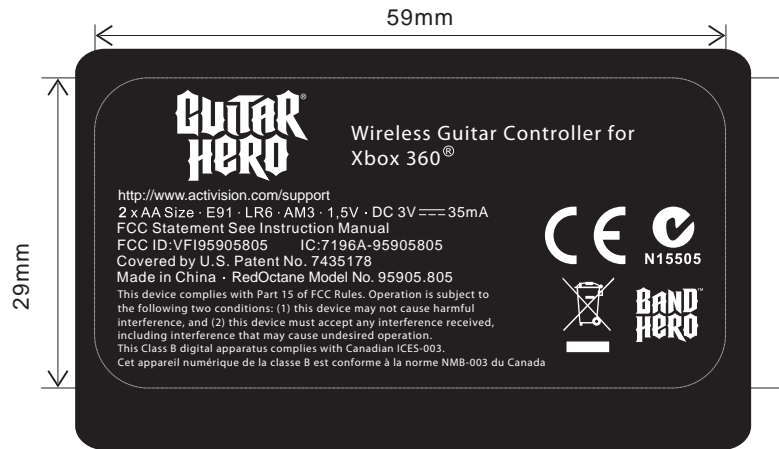 59mm
29mm
GUITAR HERO®
Wireless Guitar Controller for
Xbox 360®
http://www.activision.com/support
2 x AA Size · E91 · LR6 · AM3 · 1,5V · DC 3V 35mA
FCC Statement See Instruction Manual
FCC ID:VFI95905805 IC:7196A-95905805
Covered by U.S. Patent No. 7435178
Made in China · RedOctane Model No. 95905.805
This device complies with Part 15 of FCC Rules. Operation is subject to
the following two conditions: (1) this device may not cause harmful
interference, and (2) this device must accept any interference received,
including interference that may cause undesired operation.
This Class B digital apparatus complies with Canadian ICES-003.
Cet appareil numérique de la classe B est conforme à la norme NMB-003 du Canada
CE
N15505
BAND HERO™